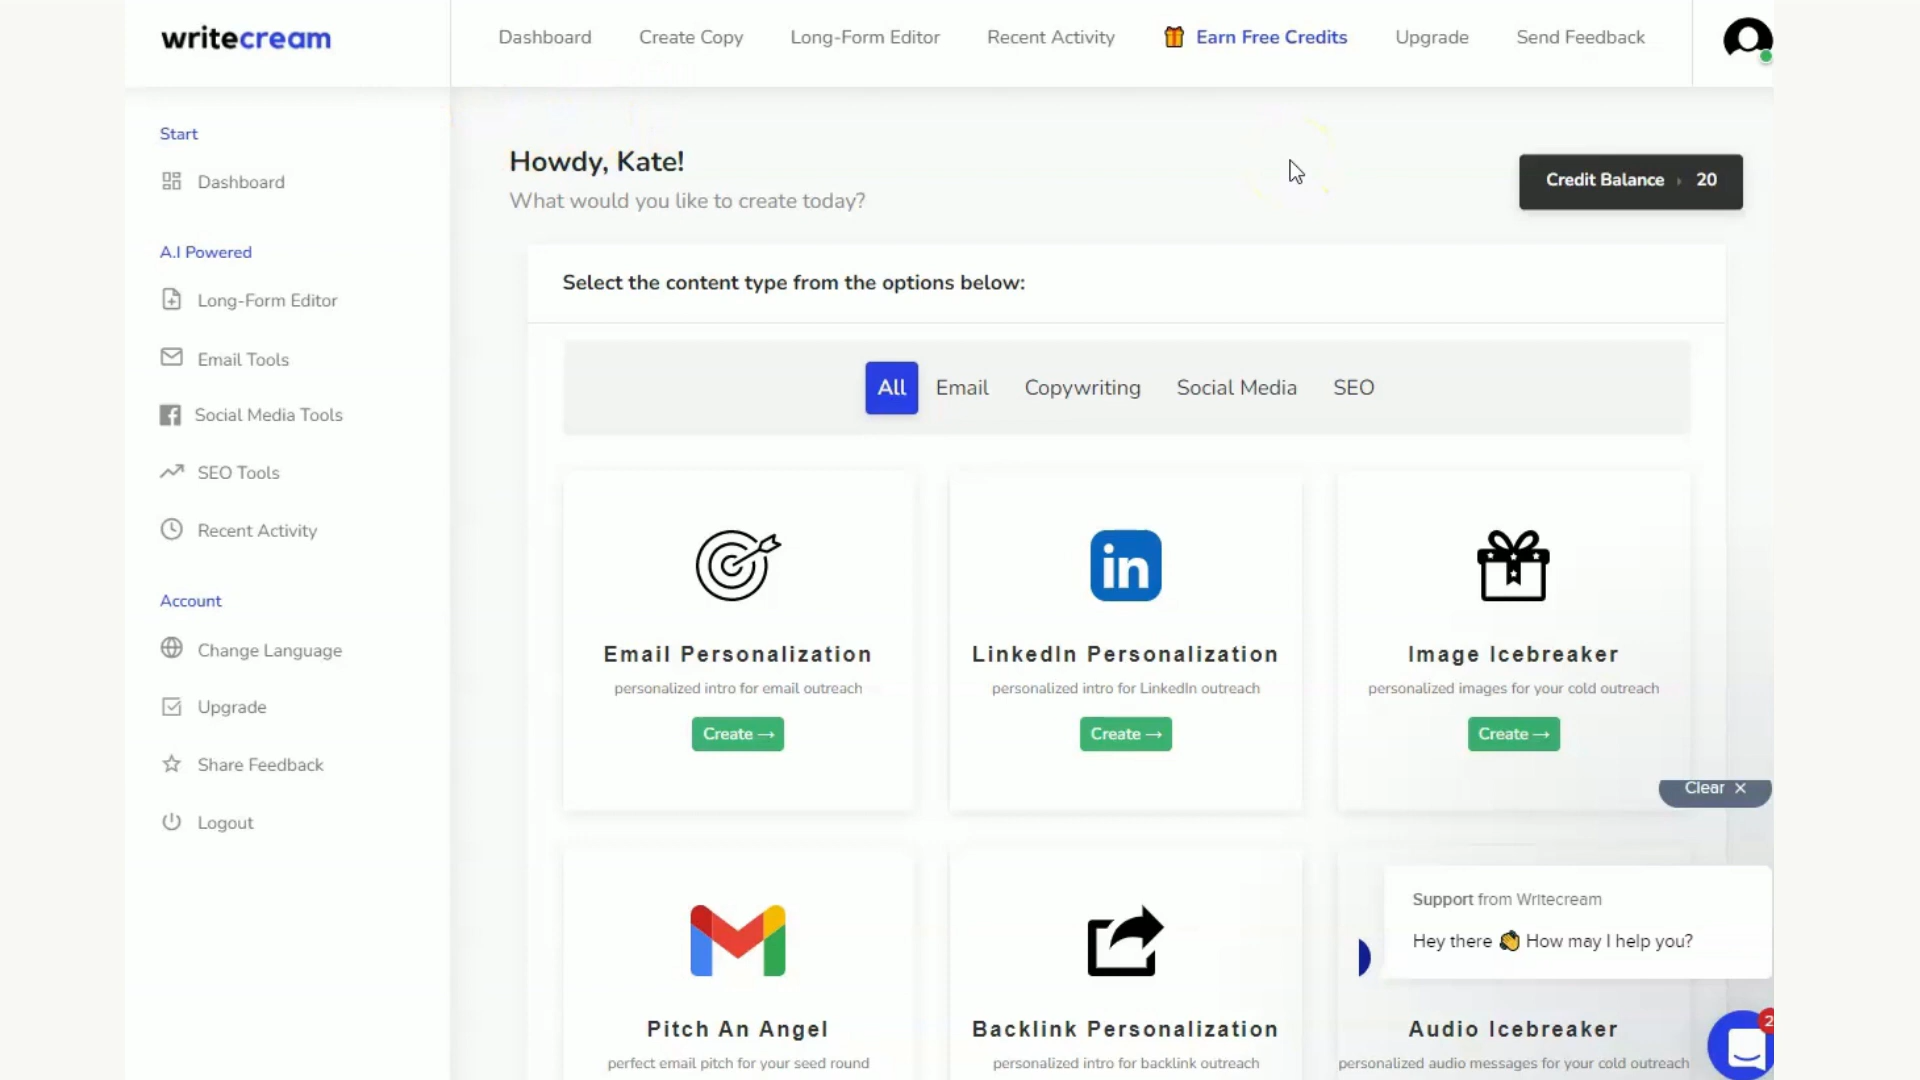 writecream
Dashboard
Create Copy
Long-Form Editor
Recent Activity
Earn Free Credits
Upgrade
Send Feedback
Start
Dashboard
A.I Powered
Long-Form Editor
Email Tools
Social Media Tools
SEO Tools
Recent Activity
Account
Change Language
Upgrade
Share Feedback
Logout
Howdy, Kate!
What would you like to create today?
Credit Balance 20
Select the content type from the options below:
All
Email
Copywriting
Social Media
SEO
Email Personalization
personalized intro for email outreach
Create →
in
LinkedIn Personalization
personalized intro for LinkedIn outreach
Create →
Image Icebreaker
personalized images for your cold outreach
Create →
Clear ×
Pitch An Angel
perfect email pitch for your seed round
Backlink Personalization
personalized intro for backlink outreach
Audio Icebreaker
personalized audio messages for your cold outreach
Support from Writecream
Hey there 👋 How may I help you?
2